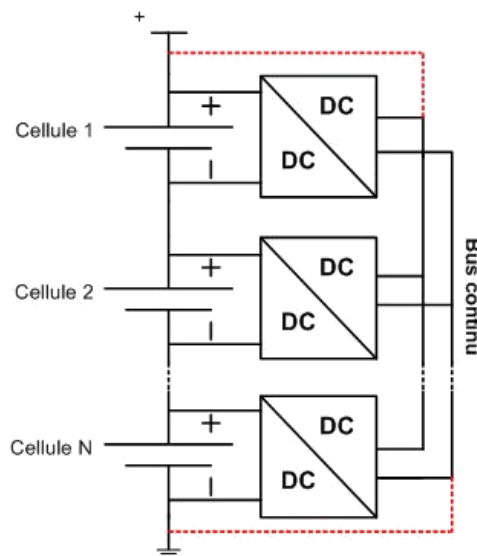 +
Cellule 1
+
−
DC
DC
Cellule 2
+
−
DC
DC
Bus continu
Cellule N
+
−
DC
DC